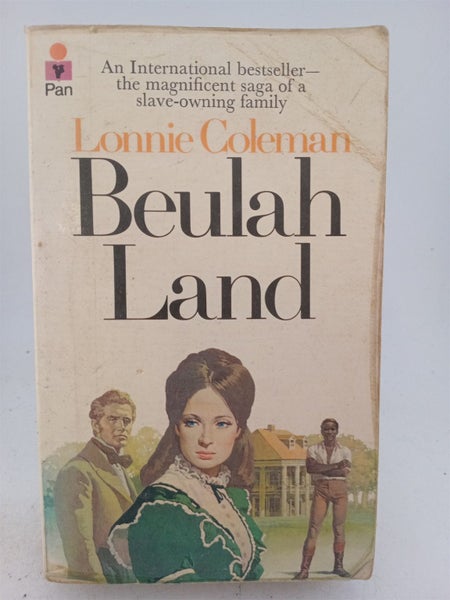 Pan
An International bestseller—
the magnificent saga of a
slave-owning family
Lonnie Coleman
Beulah
Land